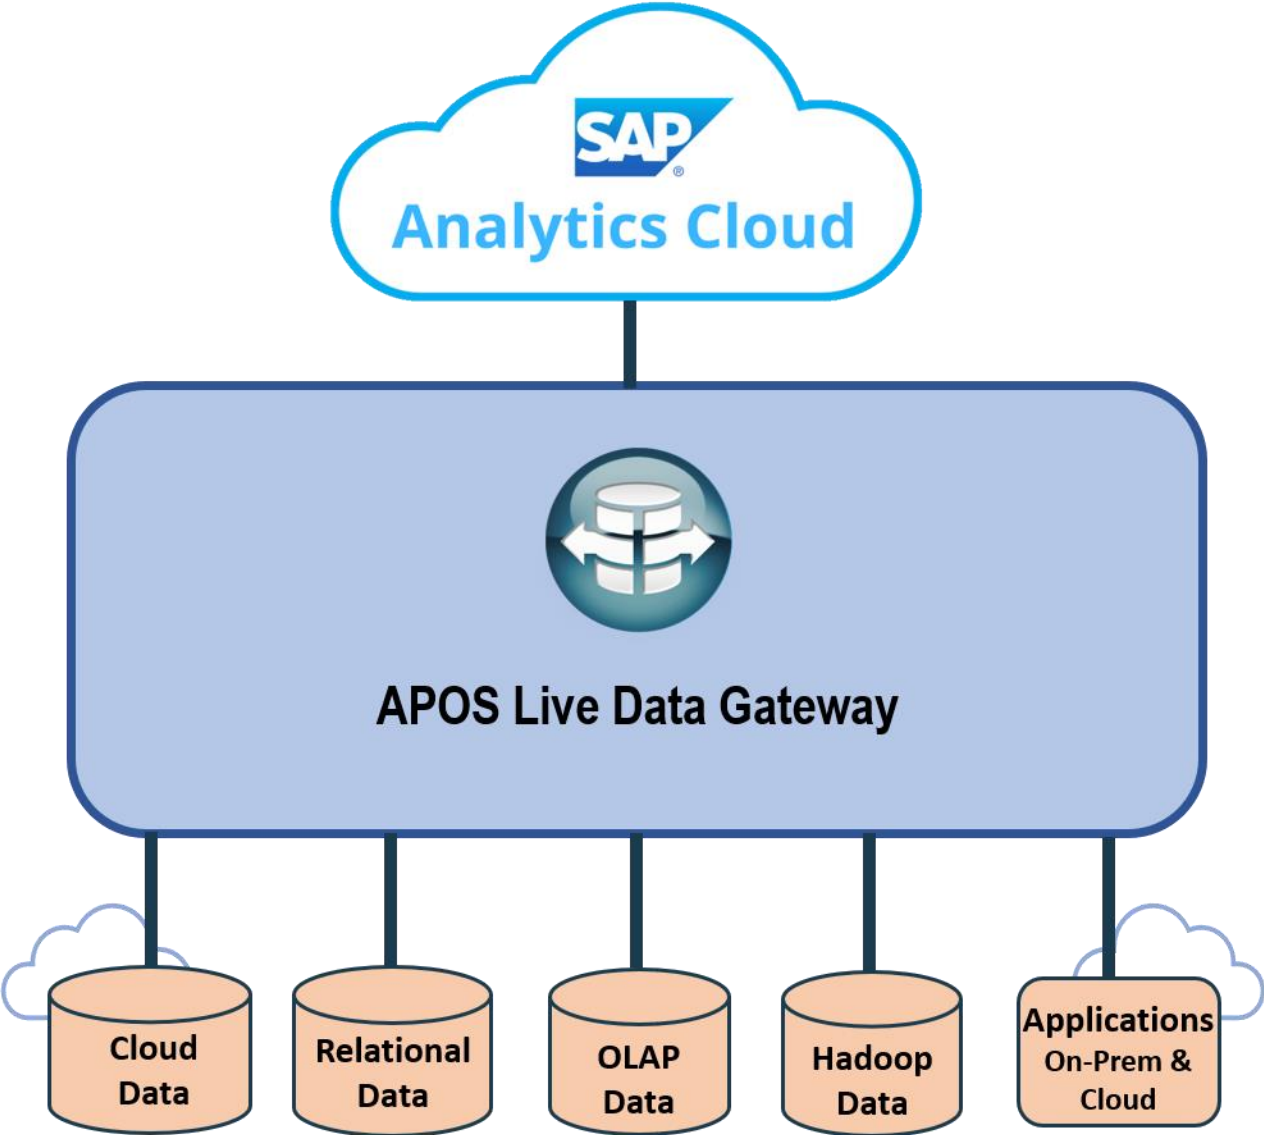 SAP®
Analytics Cloud
APOS Live Data Gateway
Cloud
Data
Relational
Data
OLAP
Data
Hadoop
Data
Applications
On-Prem &
Cloud